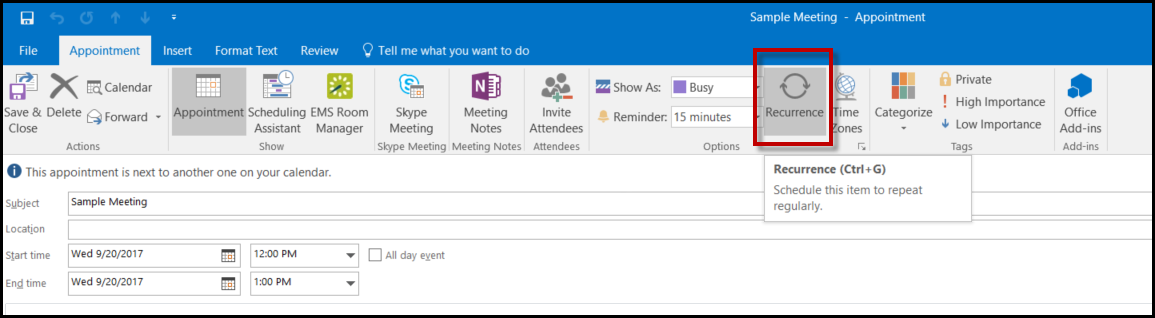 Sample Meeting - Appointment
File Appointment Insert Format Text Review Tell me what you want to do
Save & Close
Delete
Calendar
Forward
Actions
Appointment
Scheduling Assistant
EMS Room Manager
Show
Skype Meeting
Skype Meeting
Meeting Notes
Meeting Notes
Invite Attendees
Attendees
Show As: Busy
Reminder: 15 minutes
Recurrence
Time Zones
Options
Categorize
Private
High Importance
Low Importance
Tags
Office Add-ins
Add-ins
This appointment is next to another one on your calendar.
Recurrence (Ctrl+G)
Schedule this item to repeat
regularly.
Subject Sample Meeting
Location
Start time Wed 9/20/2017 12:00 PM All day event
End time Wed 9/20/2017 1:00 PM